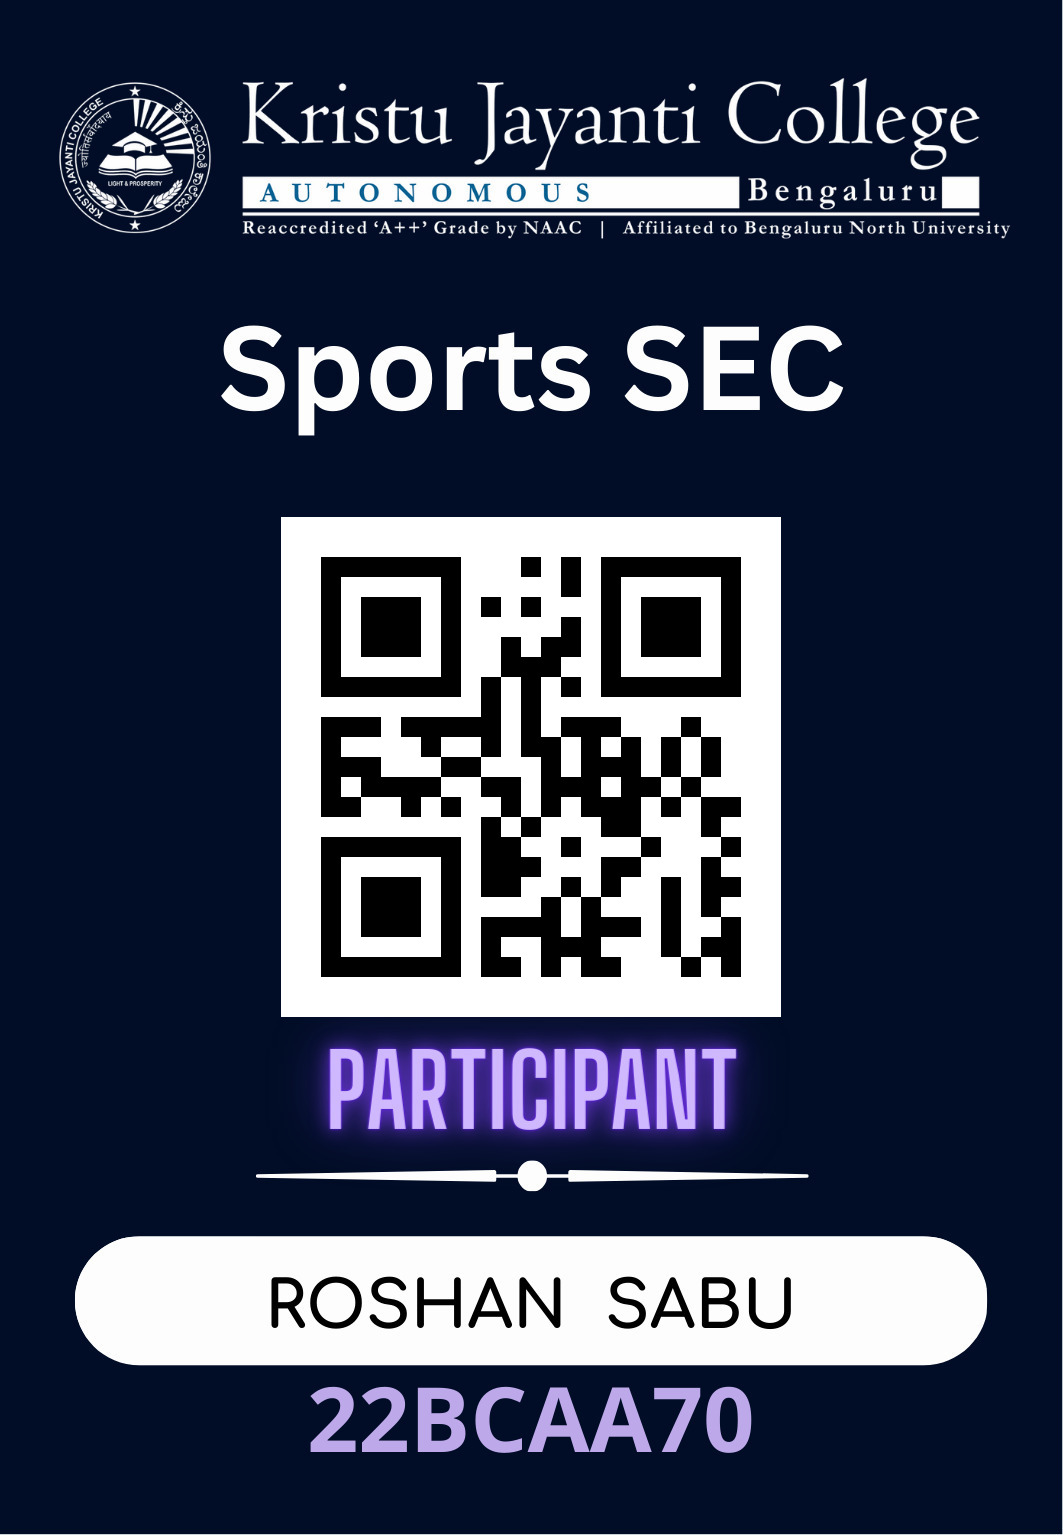 Kristu Jayanti College
AUTONOMOUS Bengaluru
Reaccredited ‘A++’ Grade by NAAC | Affiliated to Bengaluru North University
KRISTU JAYANTI COLLEGE
ಕ್ರಿಸ್ತು ಜಯಂತಿ ಕಾಲೇಜು
LIGHT & PROSPERITY
Sports SEC
PARTICIPANT
ROSHAN SABU
22BCAA70